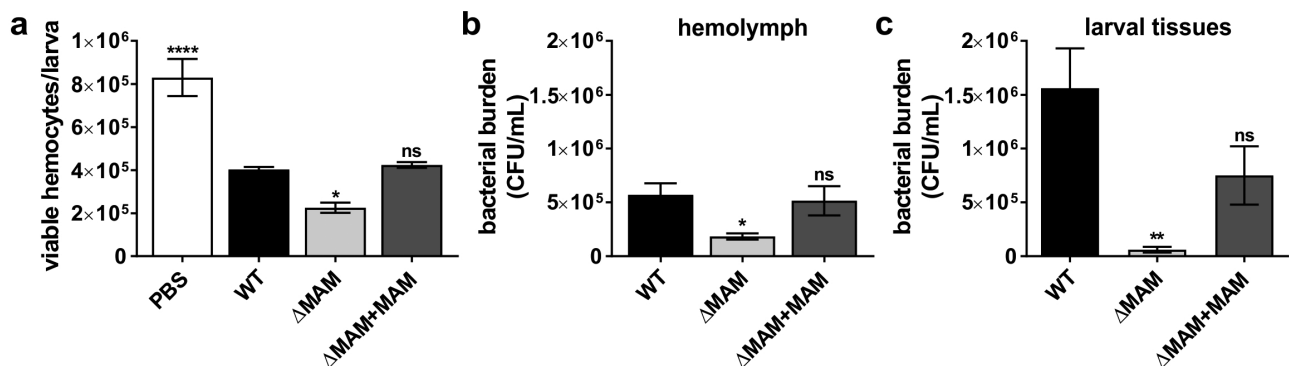 a
viable hemocytes/larva
1×10⁶
8×10⁵
6×10⁵
4×10⁵
2×10⁵
0
****
*
ns
PBS
WT
ΔMAM
ΔMAM+MAM
b
hemolymph
bacterial burden
(CFU/mL)
2×10⁶
1.5×10⁶
1×10⁶
5×10⁵
0
*
ns
WT
ΔMAM
ΔMAM+MAM
c
larval tissues
bacterial burden
(CFU/mL)
2×10⁶
1.5×10⁶
1×10⁶
5×10⁵
0
**
ns
WT
ΔMAM
ΔMAM+MAM